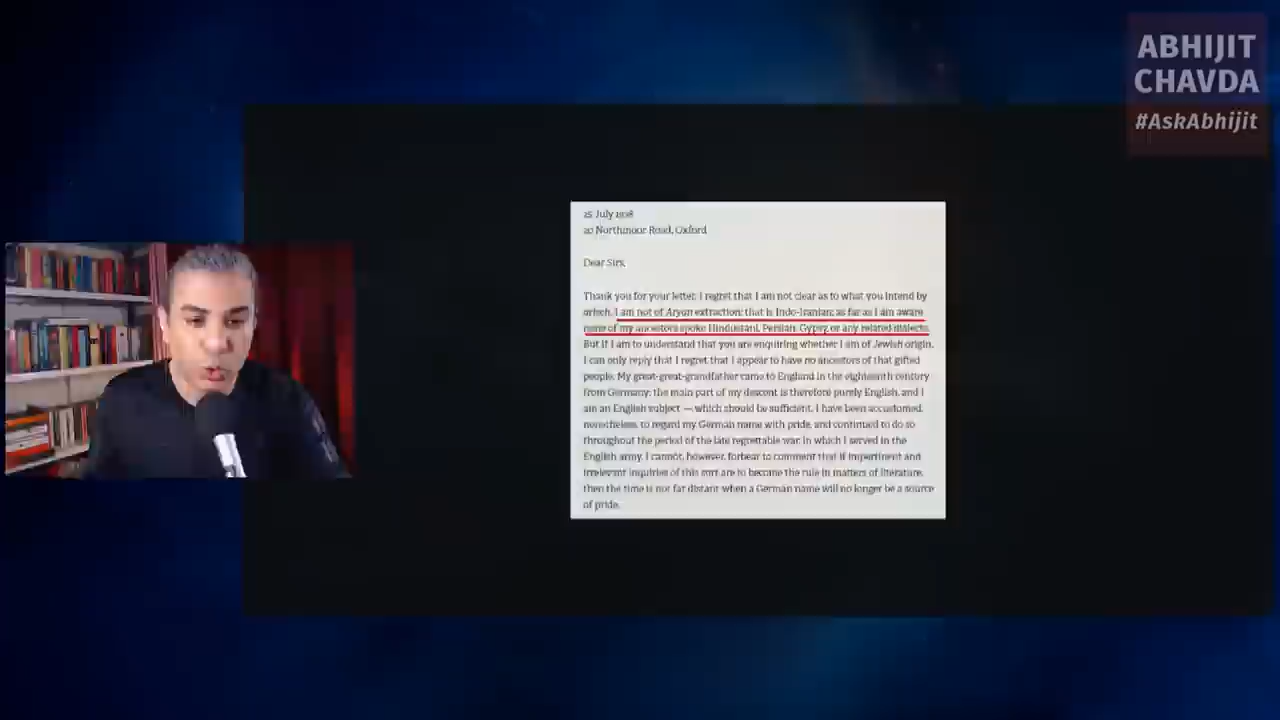 ABHIJIT
CHAVDA
#AskAbhijit
25 July 1938
20 Northmoor Road, Oxford
Dear Sirs,
Thank you for your letter. I regret that I am not clear as to what you intend by
arisch. I am not of Aryan extraction: that is Indo-Iranian; as far as I am aware
none of my ancestors spoke Hindustani, Persian, Gypsy, or any related dialects.
But if I am to understand that you are enquiring whether I am of Jewish origin,
I can only reply that I regret that I appear to have no ancestors of that gifted
people. My great-great-grandfather came to England in the eighteenth century
from Germany: the main part of my descent is therefore purely English, and I
am an English subject — which should be sufficient. I have been accustomed,
nonetheless, to regard my German name with pride, and continued to do so
throughout the period of the late regrettable war, in which I served in the
English army. I cannot, however, forbear to comment that if impertinent and
irrelevant inquiries of this sort are to become the rule in matters of literature,
then the time is not far distant when a German name will no longer be a source
of pride.